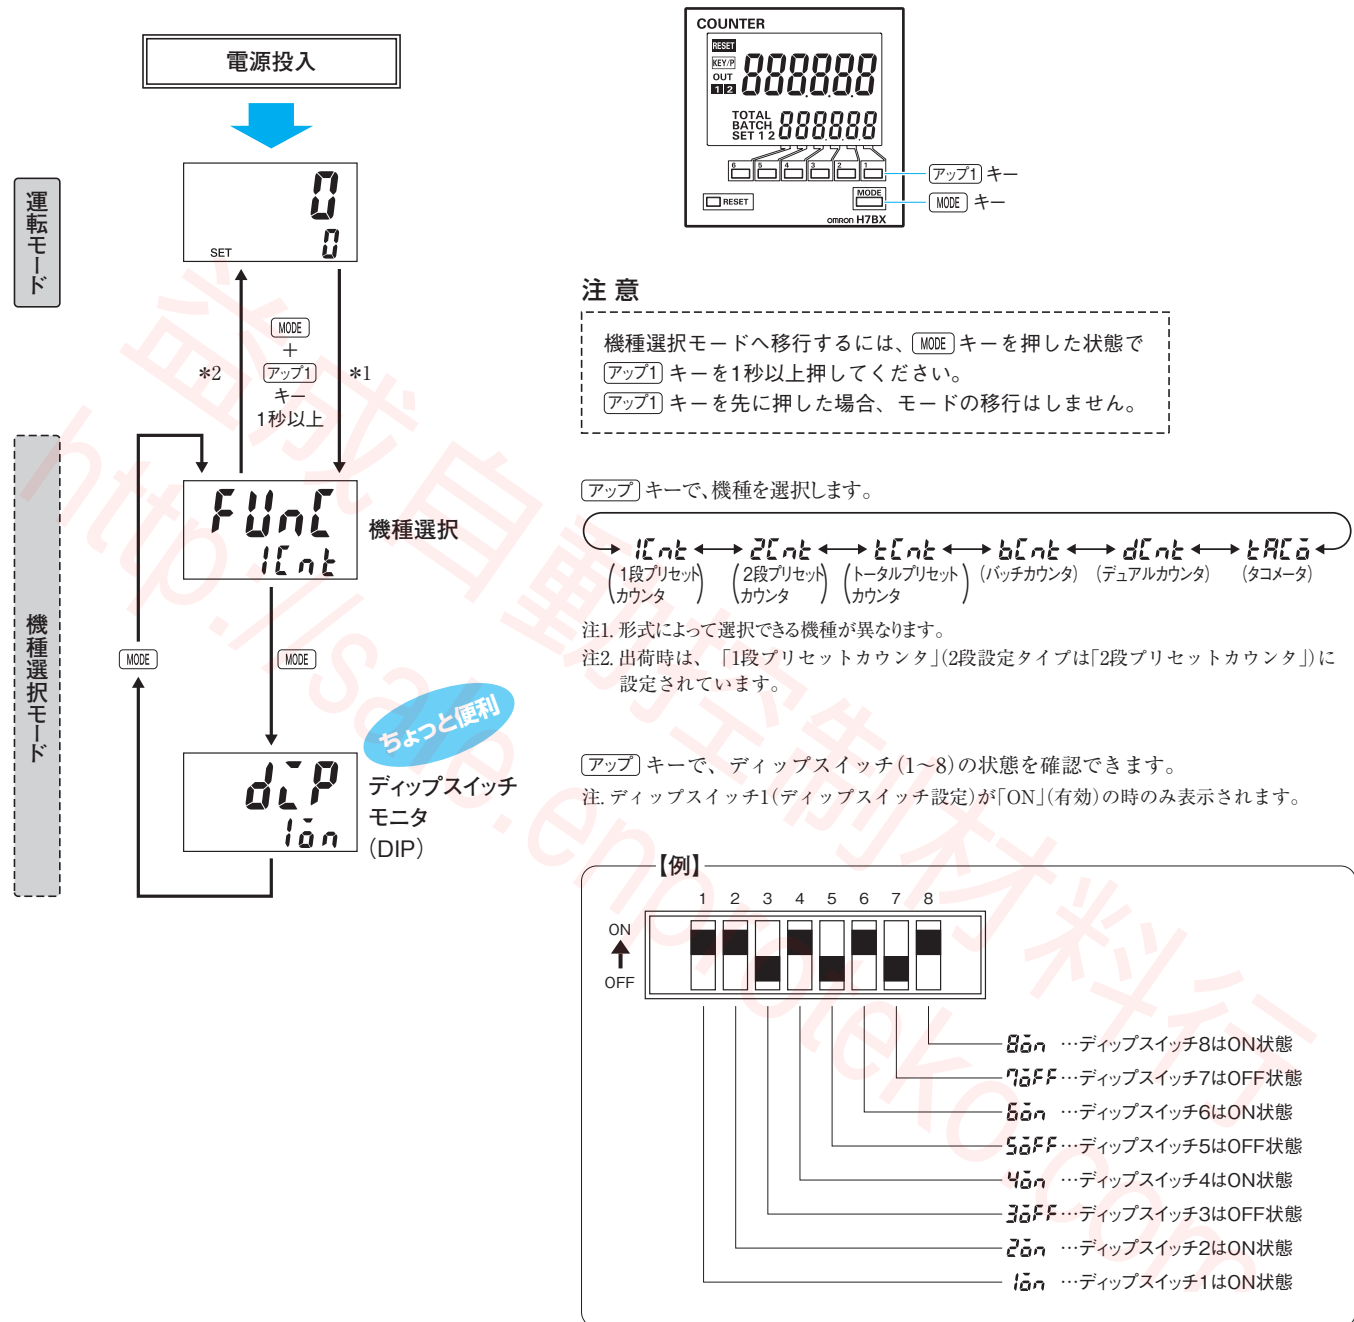 電源投入
運転モード
0
0
SET
MODE
+
アップ1
キー
1秒以上
*2
*1
FUnC
1Cnt
機種選択
機種選択モード
MODE
MODE
ちょっと便利
diP
1on
ディップスイッチ
モニタ
(DIP)
COUNTER
RESET
KEY/P
OUT
1 2
888888
TOTAL
BATCH
SET 1 2
888888
6 5 4 3 2 1
RESET
MODE
omron H7BX
アップ1 キー
MODE キー
注 意
機種選択モードへ移行するには、MODE キーを押した状態で
アップ1 キーを1秒以上押してください。
アップ1 キーを先に押した場合、モードの移行はしません。
アップ キーで、機種を選択します。
1Cnt 2Cnt tCnt bCnt dCnt tACo
(1段プリセットカウンタ) (2段プリセットカウンタ) (トータルプリセットカウンタ) (バッチカウンタ) (デュアルカウンタ) (タコメータ)
注1. 形式によって選択できる機種が異なります。
注2. 出荷時は、「1段プリセットカウンタ」(2段設定タイプは「2段プリセットカウンタ」)に
設定されています。
アップ キーで、ディップスイッチ(1~8)の状態を確認できます。
注. ディップスイッチ1(ディップスイッチ設定)が「ON」(有効)の時のみ表示されます。
【例】
1 2 3 4 5 6 7 8
ON
OFF
8on …ディップスイッチ8はON状態
7oFF…ディップスイッチ7はOFF状態
6on …ディップスイッチ6はON状態
5oFF…ディップスイッチ5はOFF状態
4on …ディップスイッチ4はON状態
3oFF…ディップスイッチ3はOFF状態
2on …ディップスイッチ2はON状態
1on …ディップスイッチ1はON状態
益成自動控制材料行
http://sale.enproteko.com